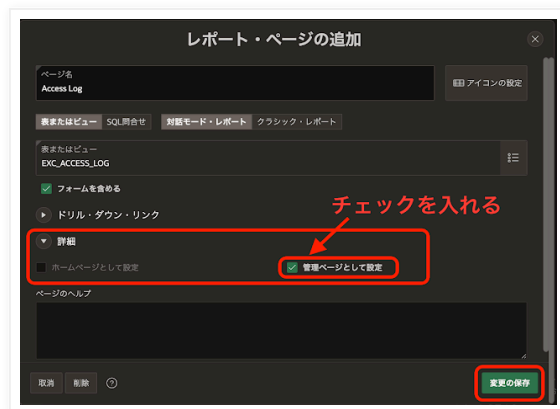 レポート・ページの追加
ページ名
Access Log
アイコンの設定
表またはビュー SQL問合せ 対話モード・レポート クラシック・レポート
表またはビュー
EXC_ACCESS_LOG
フォームを含める
チェックを入れる
ドリル・ダウン・リンク
詳細
ホームページとして設定 管理ページとして設定
ページのヘルプ
取消 削除 変更の保存